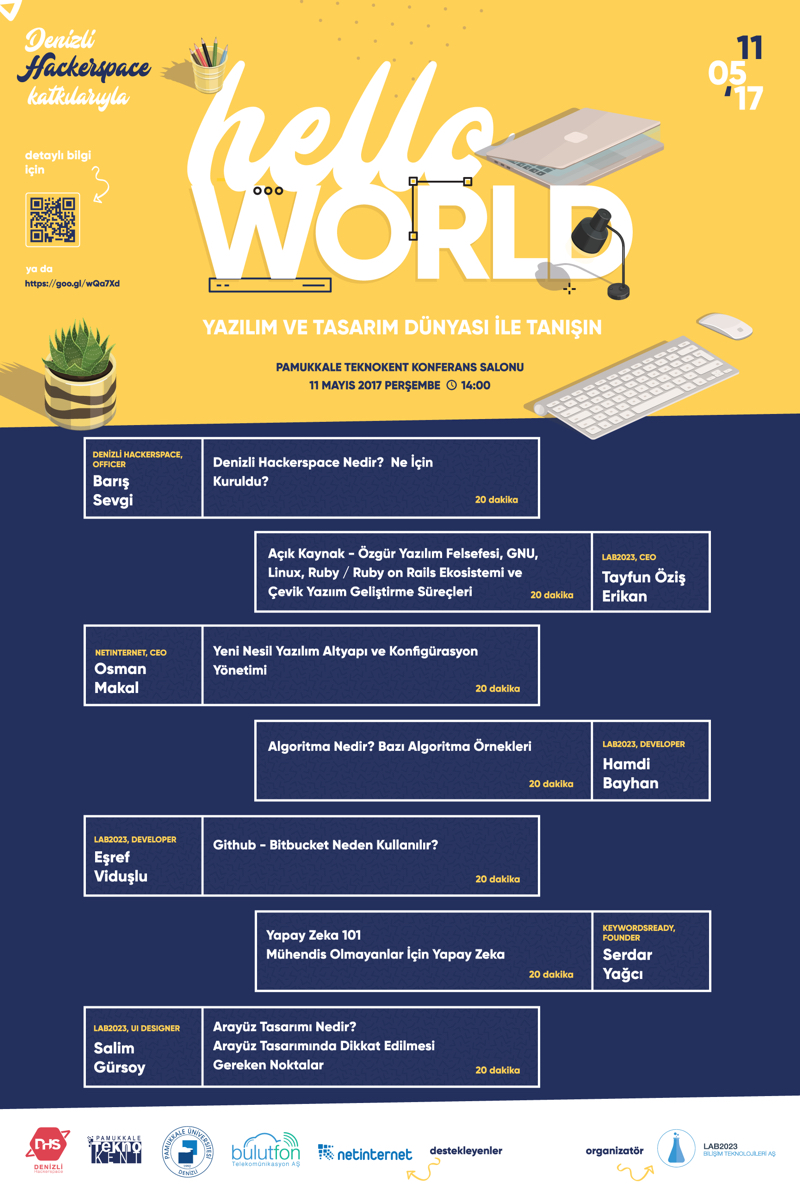 Denizli
Hackerspace
katkılarıyla
11
05
'17
hello
WORLD
detaylı bilgi
için
ya da
https://goo.gl/wQa7Xd
YAZILIM VE TASARIM DÜNYASI İLE TANIŞIN
PAMUKKALE TEKNOKENT KONFERANS SALONU
11 MAYIS 2017 PERŞEMBE 14:00
DENİZLİ HACKERSPACE,
OFFICER
Barış
Sevgi
Denizli Hackerspace Nedir? Ne İçin
Kuruldu?
20 dakika
Açık Kaynak - Özgür Yazılım Felsefesi, GNU,
Linux, Ruby / Ruby on Rails Ekosistemi ve
Çevik Yazıım Geliştirme Süreçleri
20 dakika
LAB2023, CEO
Tayfun Öziş
Erikan
NETINTERNET, CEO
Osman
Makal
Yeni Nesil Yazılım Altyapı ve Konfigürasyon
Yönetimi
20 dakika
Algoritma Nedir? Bazı Algoritma Örnekleri
20 dakika
LAB2023, DEVELOPER
Hamdi
Bayhan
LAB2023, DEVELOPER
Eşref
Viduşlu
Github - Bitbucket Neden Kullanılır?
20 dakika
Yapay Zeka 101
Mühendis Olmayanlar İçin Yapay Zeka
20 dakika
KEYWORDSREADY,
FOUNDER
Serdar
Yağcı
LAB2023, UI DESIGNER
Salim
Gürsoy
Arayüz Tasarımı Nedir?
Arayüz Tasarımında Dikkat Edilmesi
Gereken Noktalar
20 dakika
DHS
DENİZLİ
HACKERSPACE
PAMUKKALE
Tekno
KENT
PAMUKKALE ÜNİVERSİTESİ
DENİZLİ
bulutfon
Telekomünikasyon AŞ
netinternet
destekleyenler
organizatör
LAB2023
BİLİŞİM TEKNOLOJİLERİ AŞ